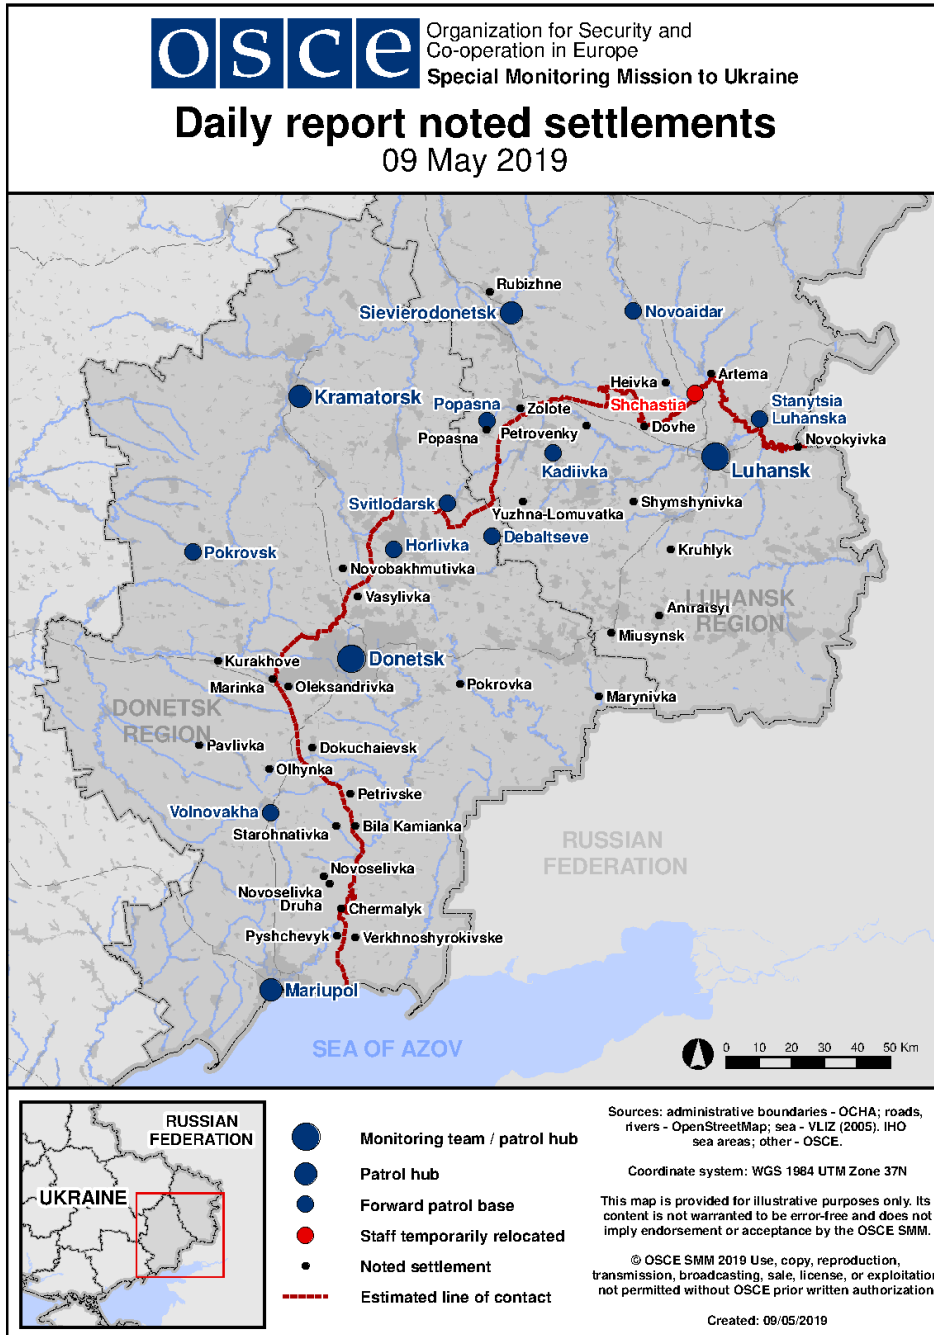 osce
Organization for Security and
Co-operation in Europe
Special Monitoring Mission to Ukraine
Daily report noted settlements
09 May 2019
Rubizhne
Sievierodonetsk
Novoaidar
Kramatorsk
Heivka
Artema
Shchastia
Popasna
Zolote
Stanytsia
Luhanska
Popasna
Petrovenky
Dovhe
Novokyivka
Kadiivka
Luhansk
Svitlodarsk
Yuzhna-Lomuvatka
Shymshynivka
Debaltseve
Pokrovsk
Horlivka
Kruhlyk
Novobakhmutivka
Vasylivka
LUHANSK
REGION
Antratsyt
Miusynsk
Kurakhove
Donetsk
Marinka
Oleksandrivka
Pokrovka
Marynivka
DONETSK
REGION
Pavlivka
Dokuchaievsk
Olhynka
Petrivske
Volnovakha
Starohnativka
Bila Kamianka
RUSSIAN
FEDERATION
Novoselivka
Novoselivka
Druha
Chermalyk
Pyshchevyk
Verkhnoshyrokivske
Mariupol
SEA OF AZOV
0 10 20 30 40 50 Km
RUSSIAN
FEDERATION
UKRAINE
Monitoring team / patrol hub
Patrol hub
Forward patrol base
Staff temporarily relocated
Noted settlement
Estimated line of contact
Sources: administrative boundaries - OCHA; roads,
rivers - OpenStreetMap; sea - VLIZ (2005). IHO
sea areas; other - OSCE.
Coordinate system: WGS 1984 UTM Zone 37N
This map is provided for illustrative purposes only. Its
content is not warranted to be error-free and does not
imply endorsement or acceptance by the OSCE SMM.
© OSCE SMM 2019 Use, copy, reproduction,
transmission, broadcasting, sale, license, or exploitation
not permitted without OSCE prior written authorization
Created: 09/05/2019